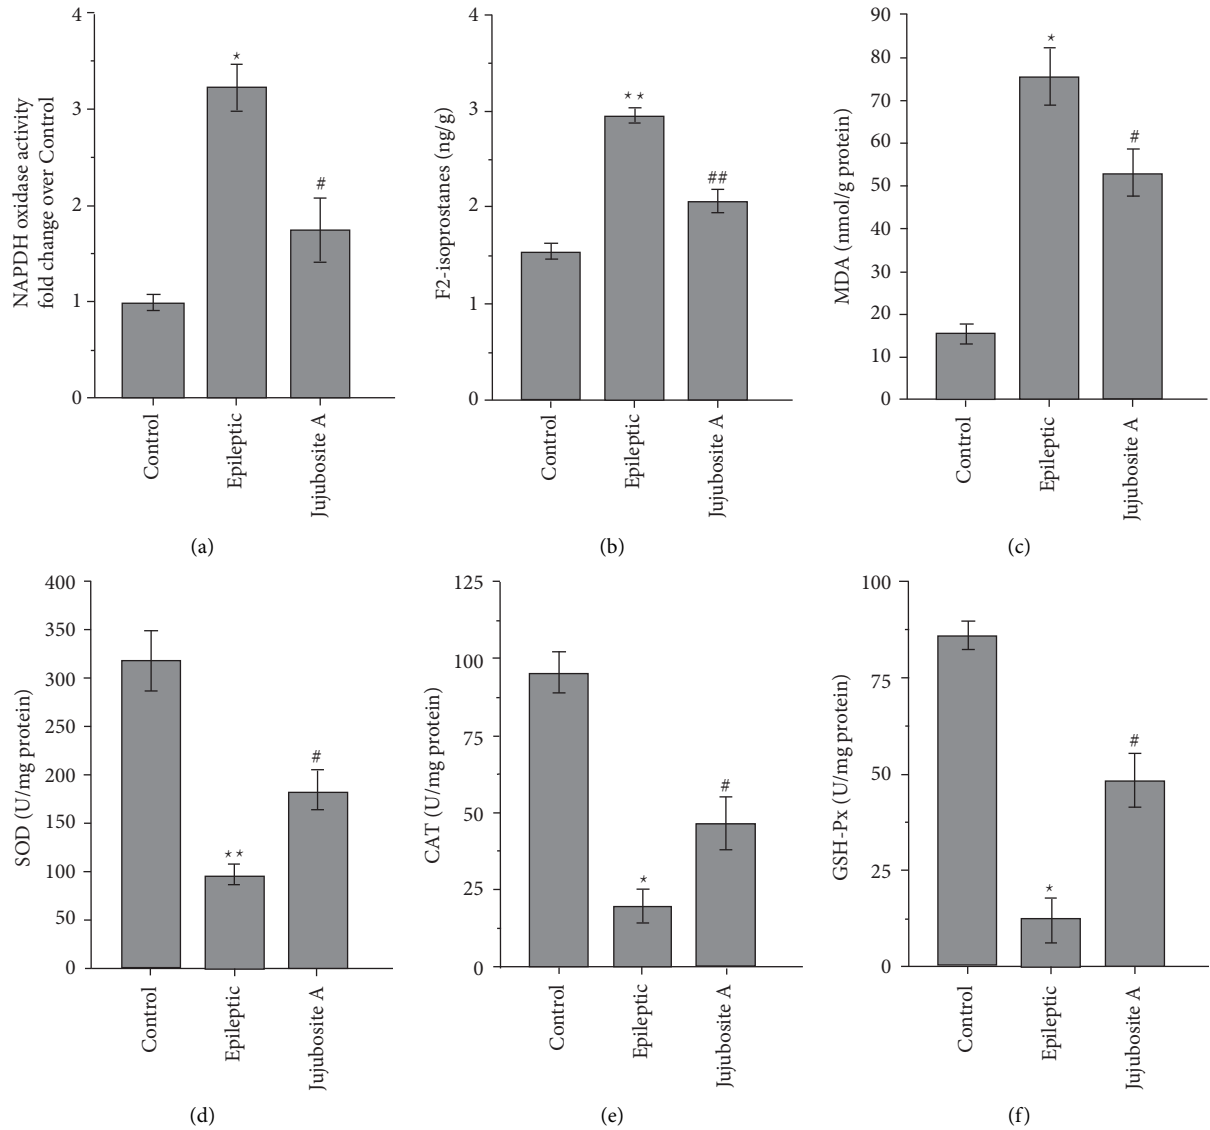 NAPDH oxidase activity
fold change over Control
4
3
2
1
0
*
#
Control
Epileptic
Jujubosite A
(a)
F2-isoprostanes (ng/g)
4
3
2
1
0
**
##
Control
Epileptic
Jujubosite A
(b)
MDA (nmol/g protein)
90
80
70
60
50
40
30
20
10
0
*
#
Control
Epileptic
Jujubosite A
(c)
SOD (U/mg protein)
400
350
300
250
200
150
100
50
0
**
#
Control
Epileptic
Jujubosite A
(d)
CAT (U/mg protein)
125
100
75
50
25
0
*
#
Control
Epileptic
Jujubosite A
(e)
GSH-Px (U/mg protein)
100
75
50
25
0
*
#
Control
Epileptic
Jujubosite A
(f)